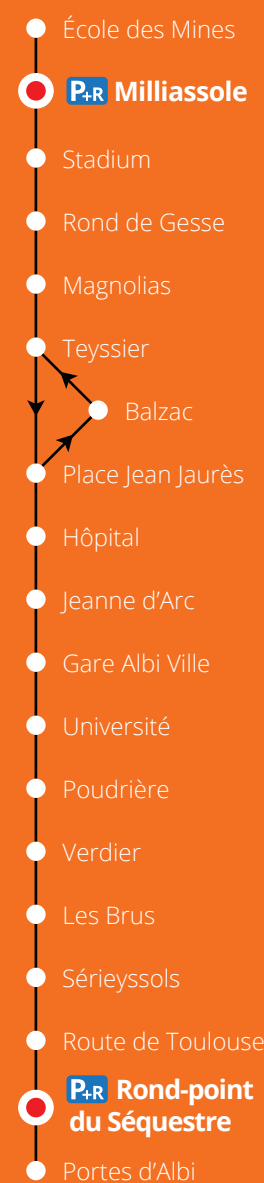 École des Mines
P+R Milliassole
Stadium
Rond de Gesse
Magnolias
Teyssier
Balzac
Place Jean Jaurès
Hôpital
Jeanne d’Arc
Gare Albi Ville
Université
Poudrière
Verdier
Les Brus
Sérieyssols
Route de Toulouse
P+R Rond-point
du Séquestre
Portes d’Albi